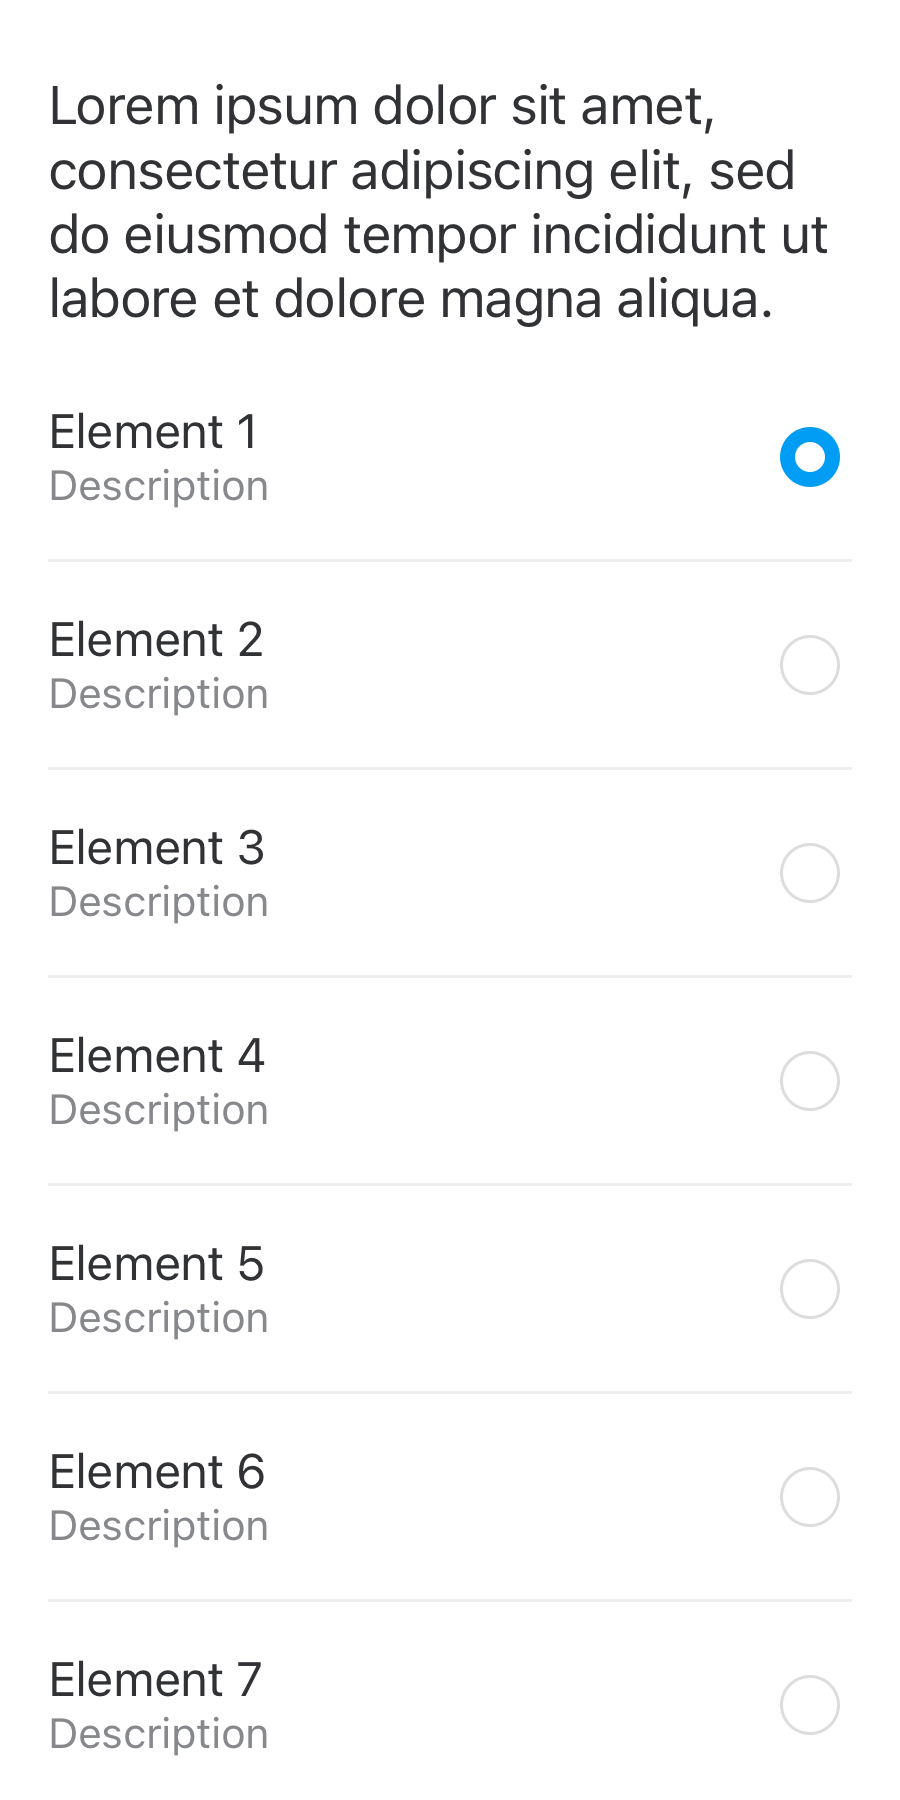 Lorem ipsum dolor sit amet,
consectetur adipiscing elit, sed
do eiusmod tempor incididunt ut
labore et dolore magna aliqua.
Element 1
Description
Element 2
Description
Element 3
Description
Element 4
Description
Element 5
Description
Element 6
Description
Element 7
Description